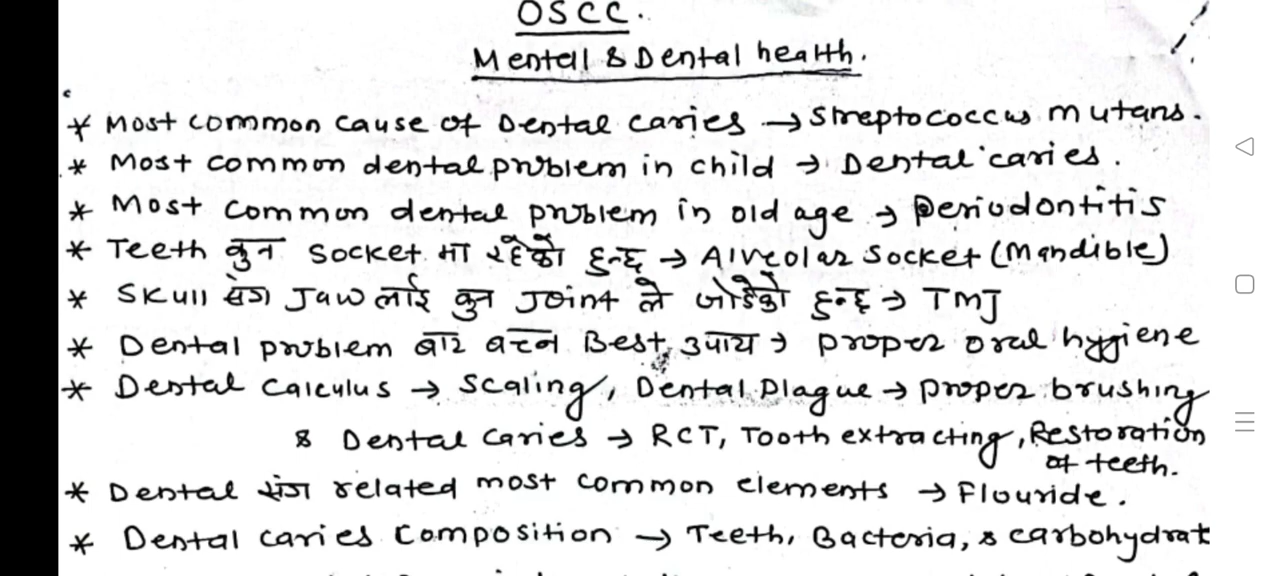 OSCC.
Mentall & Dental health.
* Most common cause of Dental caries → Streptococcus mutans.
* Most common dental problem in child → Dental caries.
* Most common dental problem in old age → periodontitis
* Teeth कुन Socket मा रहेको हुन्छ → Alveolar Socket (Mandible)
* Skull सँग Jaw लाई कुन Joint ले जोडेको हुन्छ → TMJ
* Dental problem बाट बच्न Best उपाय → proper oral hygiene
* Destal Calculus → Scaling, Dental Plague → proper brushing
& Dental Caries → RCT, Tooth extracting, Restoration
of teeth.
* Dental सँग related most common elements → Flouride.
* Dental caries Composition → Teeth, Bacteria, & carbohydrat